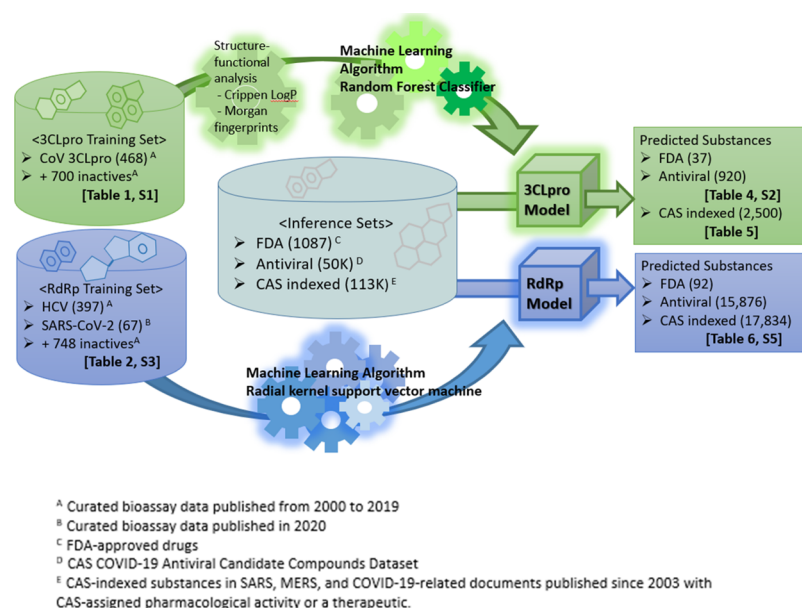 Structure-
functional
analysis
- Crippen LogP
- Morgan
fingerprints
Machine Learning
Algorithm
Random Forest Classifier
<3CLpro Training Set>
➢ CoV 3CLpro (468) A
➢ + 700 inactivesA
[Table 1, S1]
<Inference Sets>
➢ FDA (1087) C
➢ Antiviral (50K) D
➢ CAS indexed (113K) E
3CLpro
Model
Predicted Substances
➢ FDA (37)
➢ Antiviral (920)
[Table 4, S2]
➢ CAS indexed (2,500)
[Table 5]
<RdRp Training Set>
➢ HCV (397) A
➢ SARS-CoV-2 (67) B
➢ + 748 inactivesA
[Table 2, S3]
RdRp
Model
Predicted Substances
➢ FDA (92)
➢ Antiviral (15,876)
➢ CAS indexed (17,834)
[Table 6, S5]
Machine Learning Algorithm
Radial kernel support vector machine
A Curated bioassay data published from 2000 to 2019
B Curated bioassay data published in 2020
C FDA-approved drugs
D CAS COVID-19 Antiviral Candidate Compounds Dataset
E CAS-indexed substances in SARS, MERS, and COVID-19-related documents published since 2003 with
CAS-assigned pharmacological activity or a therapeutic.